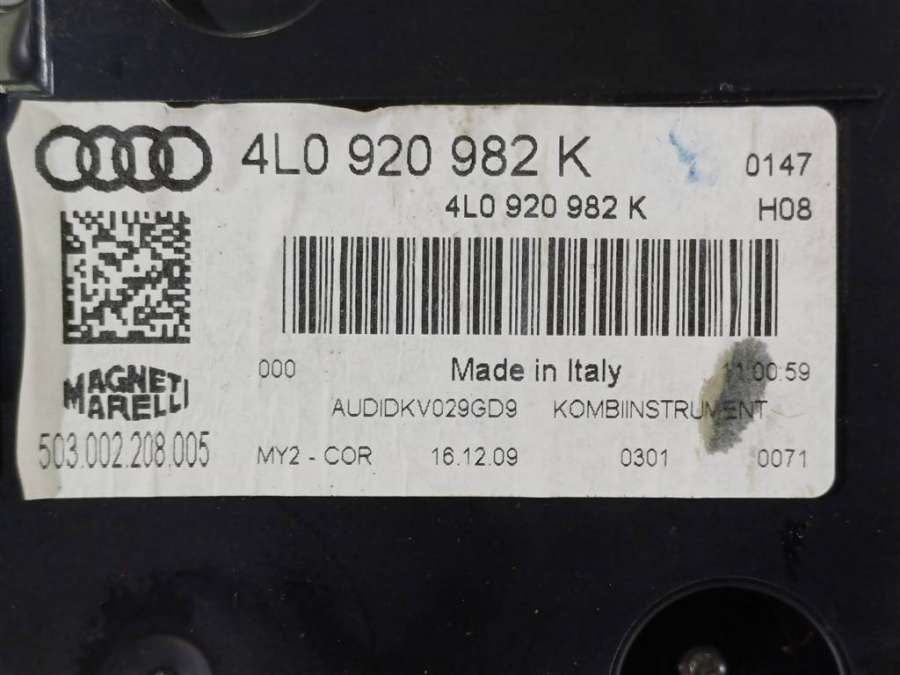 4L0 920 982 K 0147
4L0 920 982 K H08
000 Made in Italy 11:00:59
MAGNETI MARELLI
AUDIDKV029GD9 KOMBIINSTRUMENT
503.002.208.005 MY2 - COR 16.12.09 0301 0071